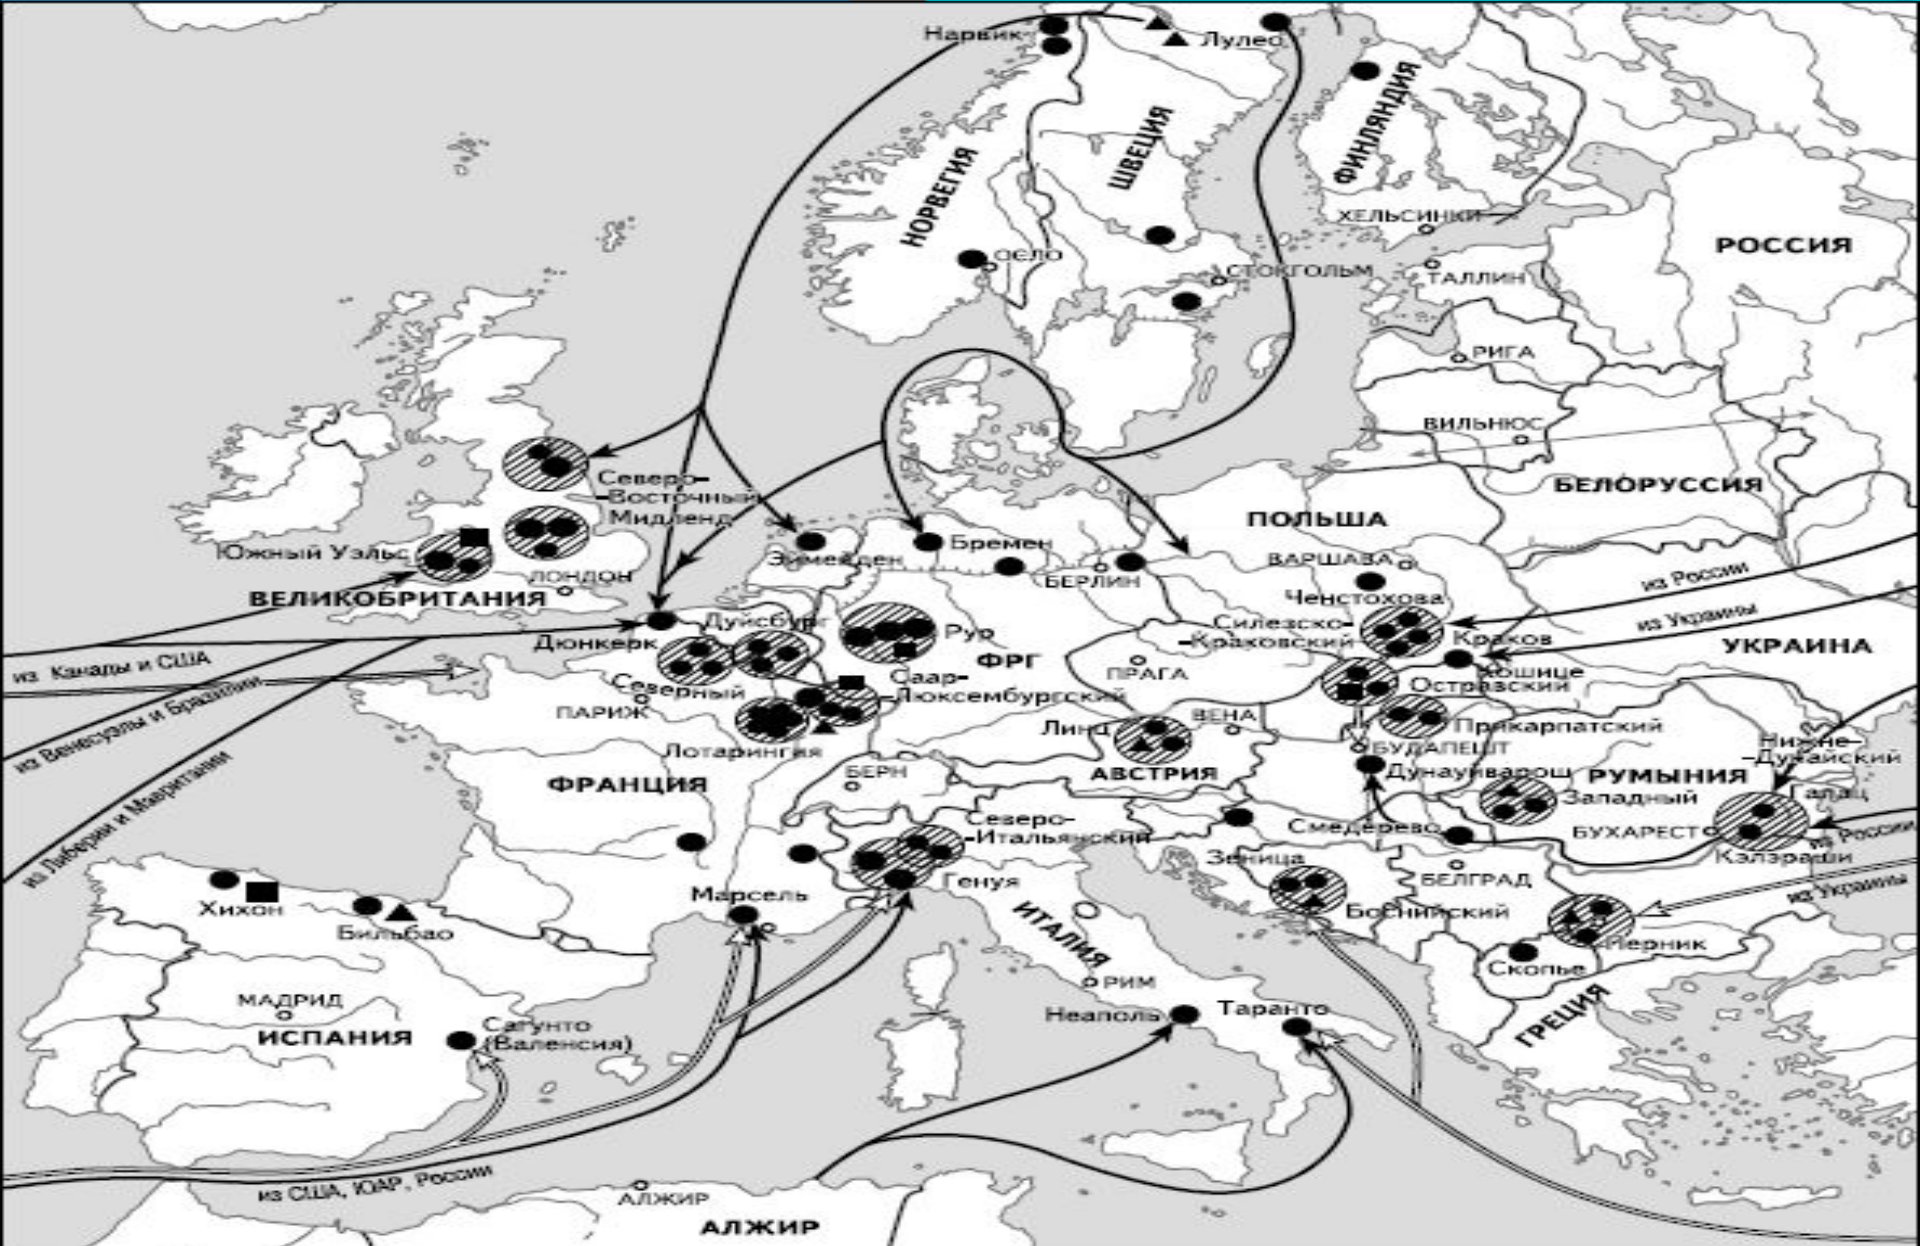 Нарвик
Лулео
НОРВЕГИЯ
ШВЕЦИЯ
ФИНЛЯНДИЯ
ХЕЛЬСИНКИ
РОССИЯ
ОСЛО
СТОКГОЛЬМ
ТАЛЛИН
РИГА
ВИЛЬНЮС
БЕЛОРУССИЯ
Северо-
-Восточный
Мидленд
Южный Уэльс
ЛОНДОН
ВЕЛИКОБРИТАНИЯ
Эймейден
Бремен
БЕРЛИН
ПОЛЬША
ВАРШАВА
Ченстохова
из России
из Украины
УКРАИНА
Силезско-
-Краковский
Краков
Кошице
Остравский
Прикарпатский
Дюнкерк
Дуйсбург
Рур
ФРГ
ПРАГА
Саар-
-Люксембургский
Северный
ПАРИЖ
Лотарингия
из Канады и США
из Венесуэлы и Бразилии
из Либерии и Мавритании
Линц
ВЕНА
БУДАПЕШТ
Дунауйварош
АВСТРИЯ
БЕРН
ФРАНЦИЯ
РУМЫНИЯ
Западный
Нижне-
-Дунайский
Галац
БУХАРЕСТ
Кэлэраши
из России
из Украины
Северо-
-Итальянский
Генуя
Смедерево
Зеница
БЕЛГРАД
Боснийский
Перник
Скопье
ГРЕЦИЯ
Марсель
ИТАЛИЯ
РИМ
Неаполь
Таранто
Хихон
Бильбао
МАДРИД
ИСПАНИЯ
Сагунто
(Валенсия)
из США, ЮАР, России
АЛЖИР
АЛЖИР